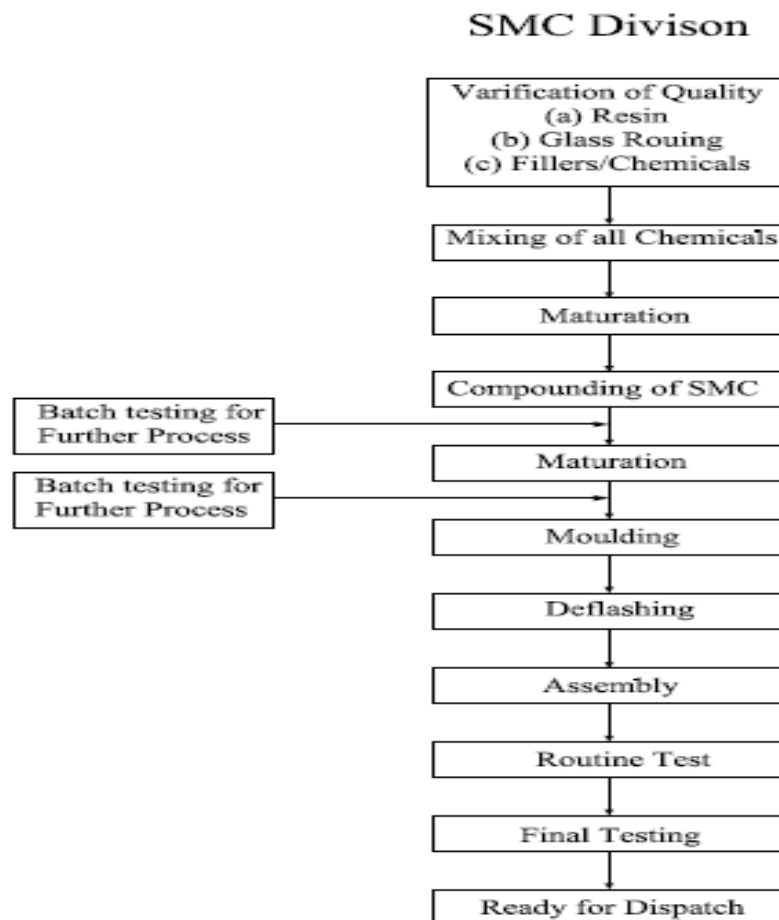 SMC Divison
Varification of Quality
(a) Resin
(b) Glass Rouing
(c) Fillers/Chemicals
Mixing of all Chemicals
Maturation
Compounding of SMC
Batch testing for
Further Process
Maturation
Batch testing for
Further Process
Moulding
Deflashing
Assembly
Routine Test
Final Testing
Ready for Dispatch